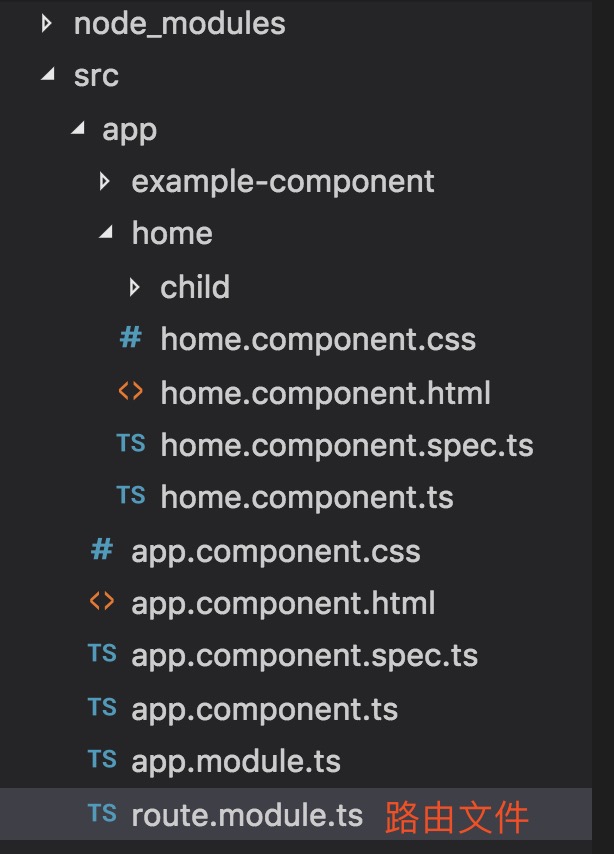 node_modules
src
app
example-component
home
child
# home.component.css
<> home.component.html
TS home.component.spec.ts
TS home.component.ts
# app.component.css
<> app.component.html
TS app.component.spec.ts
TS app.component.ts
TS app.module.ts
TS route.module.ts 路由文件